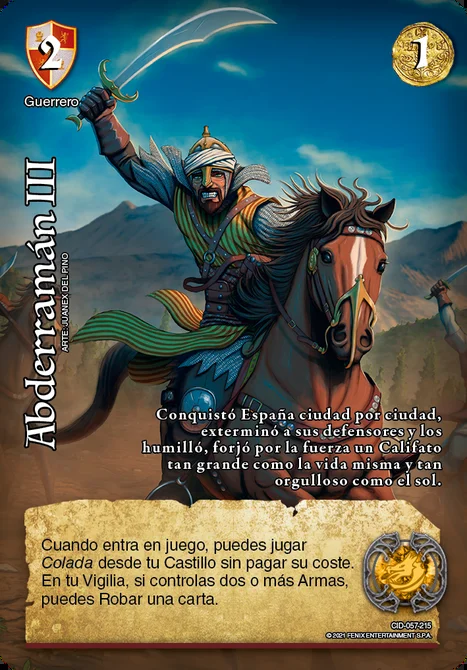 2
1
Guerrero
Abderramán III
ARTE: JUANEX DEL PINO
Conquistó España ciudad por ciudad,
exterminó a sus defensores y los
humilló, forjó por la fuerza un Califato
tan grande como la vida misma y tan
orgulloso como el sol.
Cuando entra en juego, puedes jugar
Colada desde tu Castillo sin pagar su coste.
En tu Vigilia, si controlas dos o más Armas,
puedes Robar una carta.
CID-057-215
© 2021 FENIX ENTERTAINMENT S.P.A.